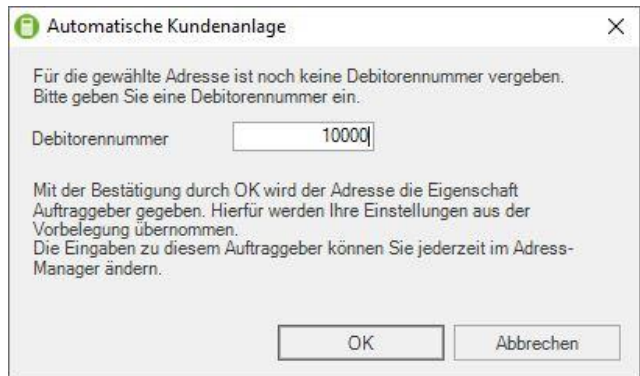 Automatische Kundenanlage
Für die gewählte Adresse ist noch keine Debitorennummer vergeben.
Bitte geben Sie eine Debitorennummer ein.
Debitorennummer 10000
Mit der Bestätigung durch OK wird der Adresse die Eigenschaft
Auftraggeber gegeben. Hierfür werden Ihre Einstellungen aus der
Vorbelegung übernommen.
Die Eingaben zu diesem Auftraggeber können Sie jederzeit im Adress-
Manager ändern.
OK Abbrechen